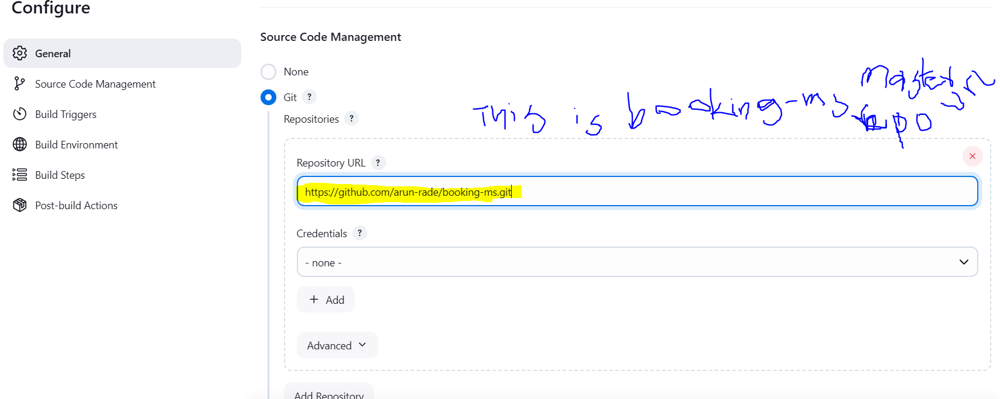 Configure
General
Source Code Management
Build Triggers
Build Environment
Build Steps
Post-build Actions
Source Code Management
None
Git ?
This is booking-ms repo
Repositories ?
Repository URL ?
https://github.com/arun-rade/booking-ms.git
Credentials ?
- none -
+ Add
Advanced
Add Repository